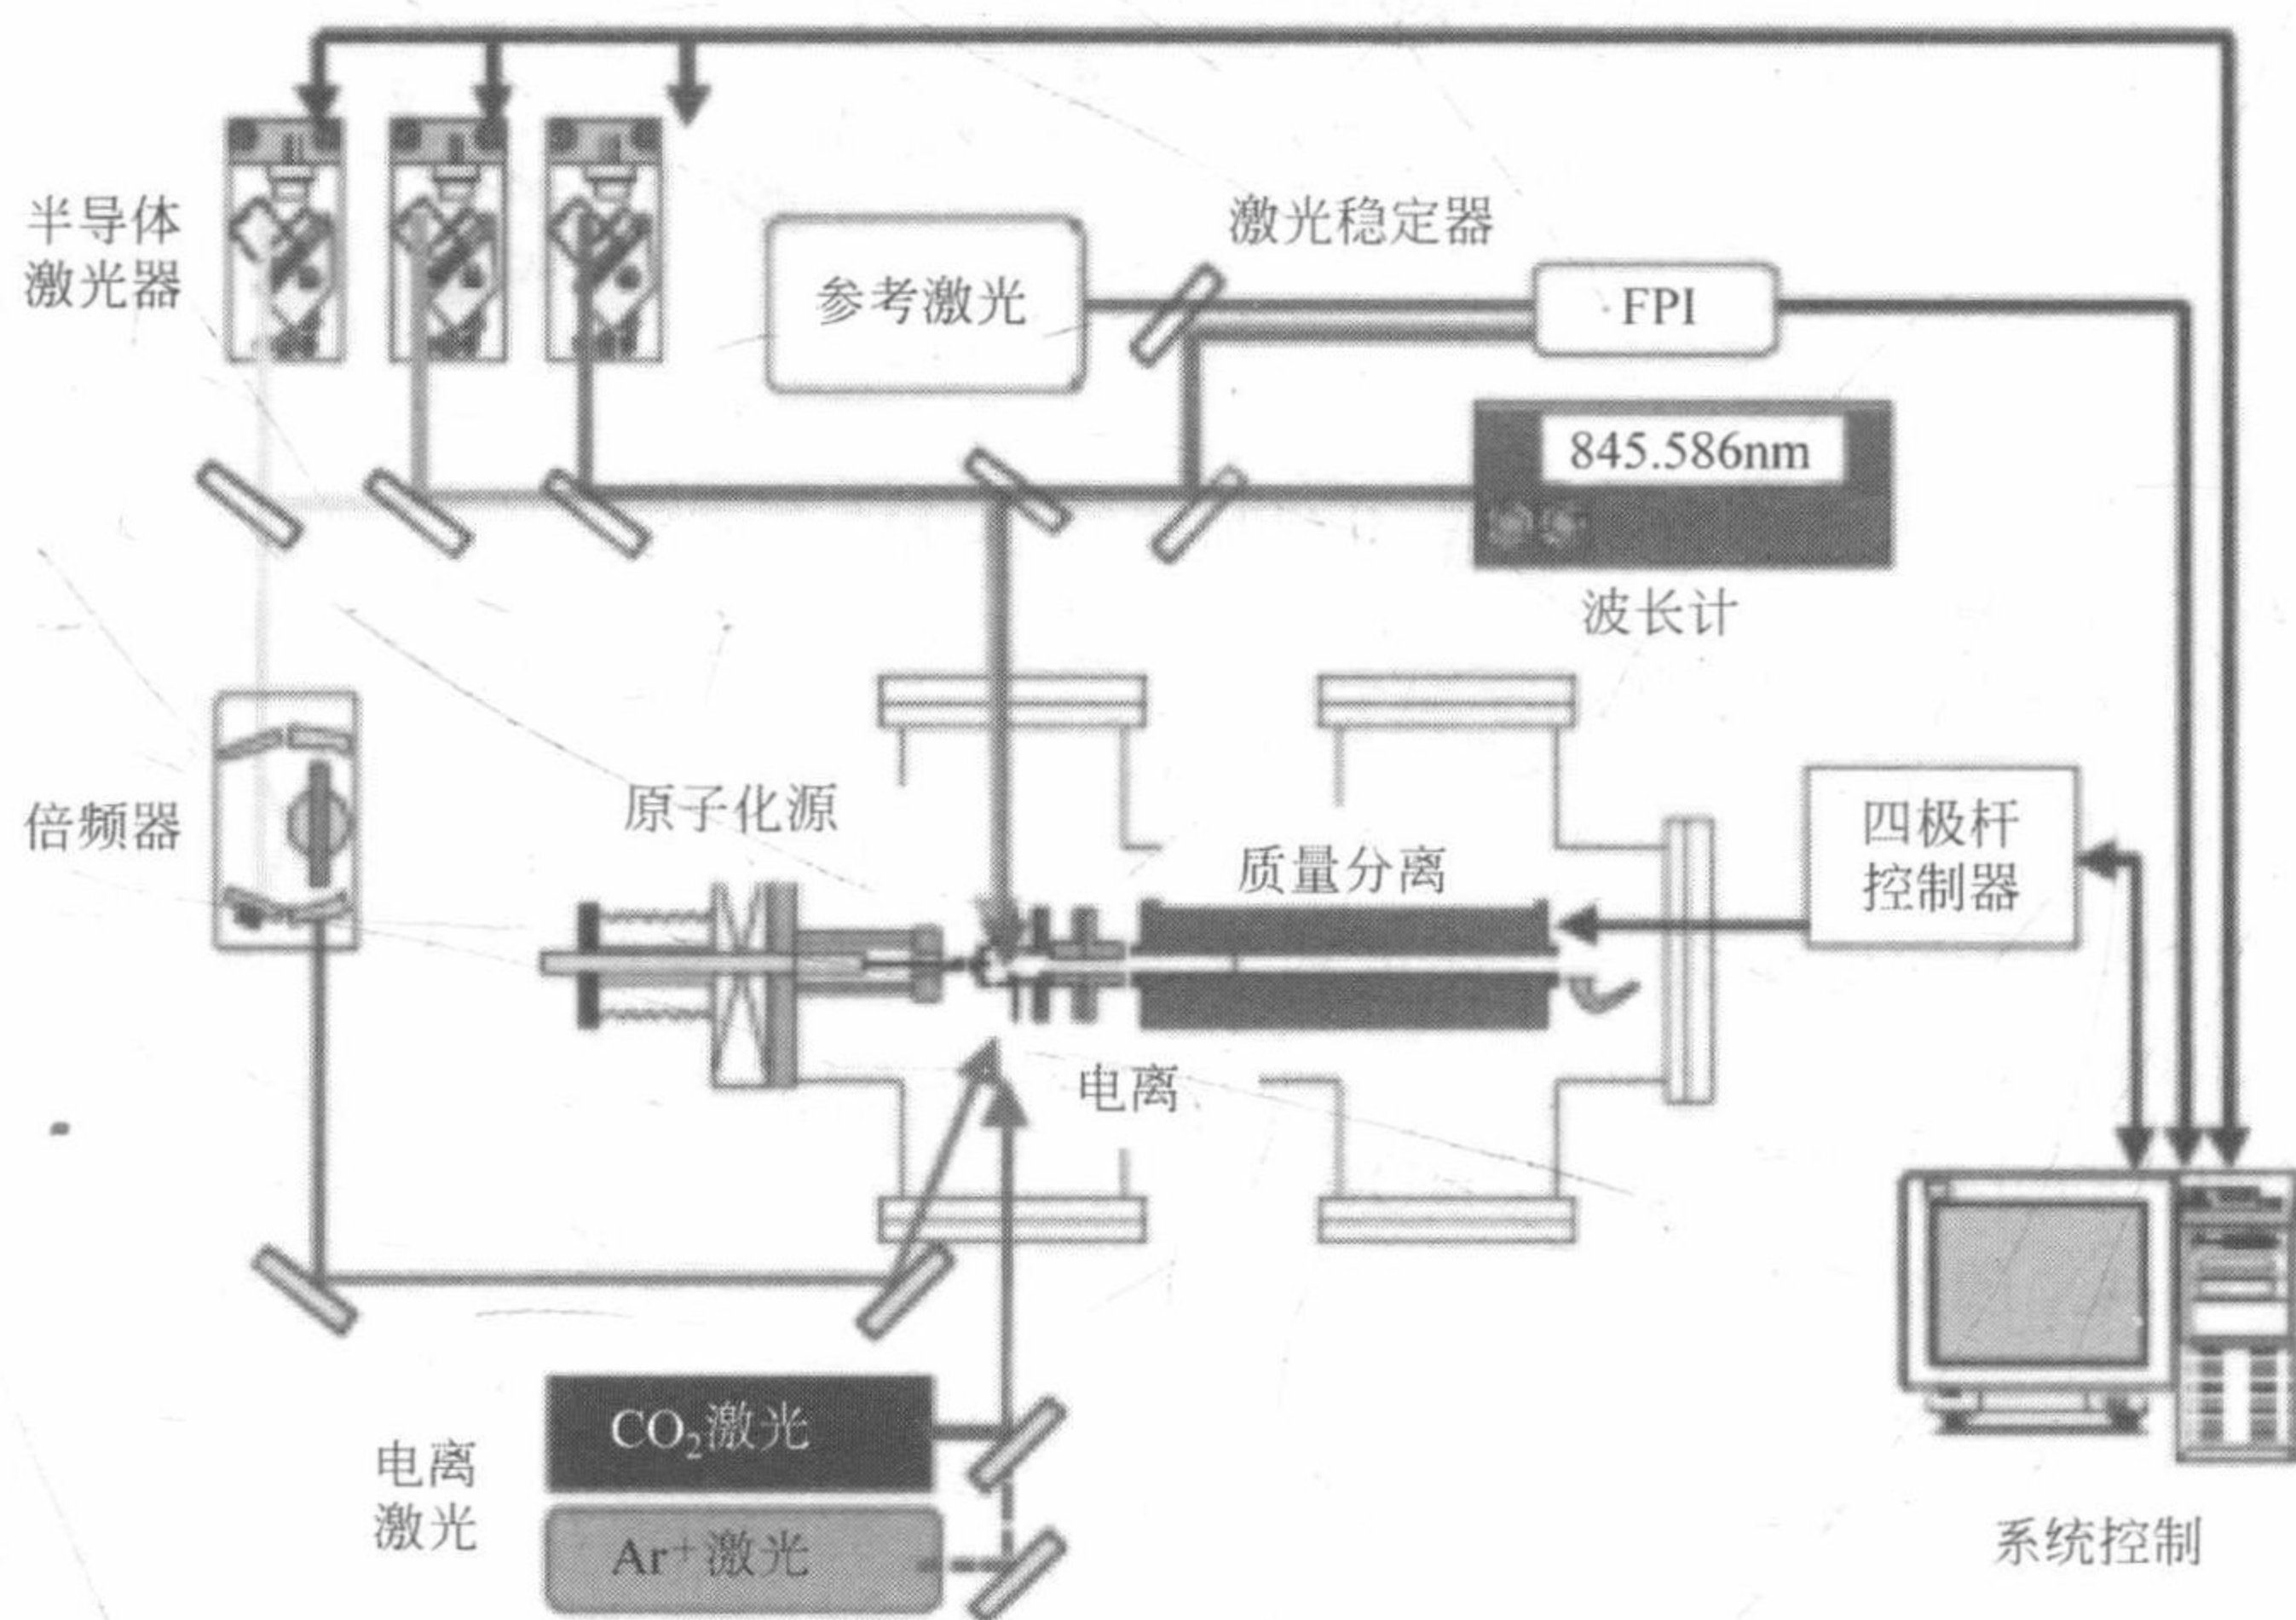 半导体
激光器
激光稳定器
参考激光
FPI
845.586nm
波长计
倍频器
原子化源
质量分离
四极杆
控制器
电离
CO₂激光
电离
激光
Ar⁺激光
系统控制